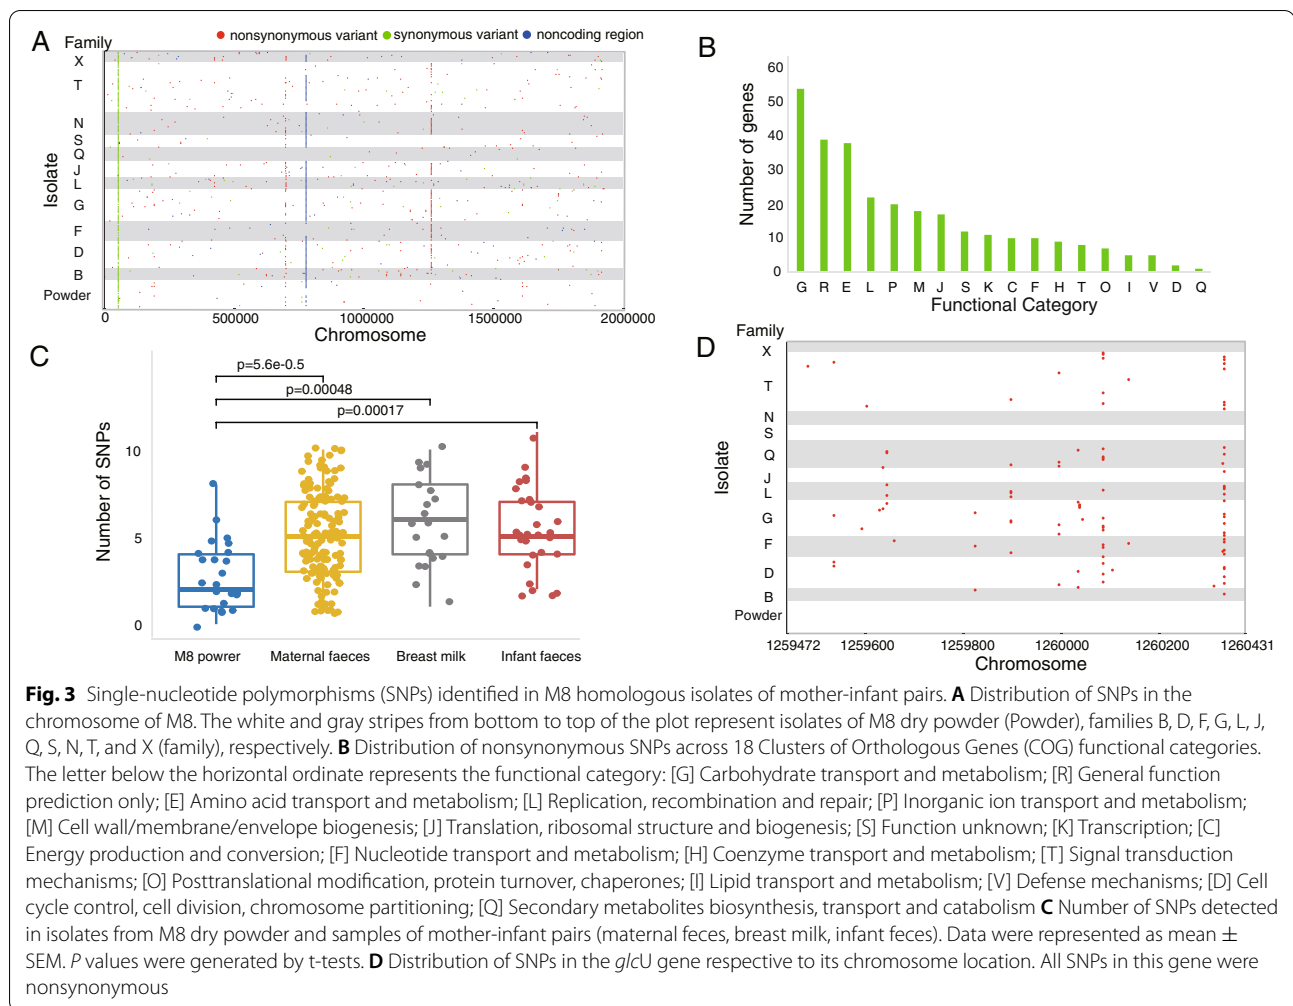 A
Family
nonsynonymous variant synonymous variant noncoding region
X
T
N
S
Q
J
L
G
F
D
B
Powder
Isolate
0 500000 1000000 1500000 2000000
Chromosome
B
60
50
40
30
20
10
0
Number of genes
G R E L P M J S K C F H T O I V D Q
Functional Category
C
p=5.6e-0.5
p=0.00048
p=0.00017
10
5
0
Number of SNPs
M8 powrer Maternal faeces Breast milk Infant faeces
D
Family
X
T
N
S
Q
J
L
G
F
D
B
Powder
Isolate
1259472 1259600 1259800 1260000 1260200 1260431
Chromosome
Fig. 3 Single-nucleotide polymorphisms (SNPs) identified in M8 homologous isolates of mother-infant pairs. A Distribution of SNPs in the
chromosome of M8. The white and gray stripes from bottom to top of the plot represent isolates of M8 dry powder (Powder), families B, D, F, G, L, J,
Q, S, N, T, and X (family), respectively. B Distribution of nonsynonymous SNPs across 18 Clusters of Orthologous Genes (COG) functional categories.
The letter below the horizontal ordinate represents the functional category: [G] Carbohydrate transport and metabolism; [R] General function
prediction only; [E] Amino acid transport and metabolism; [L] Replication, recombination and repair; [P] Inorganic ion transport and metabolism;
[M] Cell wall/membrane/envelope biogenesis; [J] Translation, ribosomal structure and biogenesis; [S] Function unknown; [K] Transcription; [C]
Energy production and conversion; [F] Nucleotide transport and metabolism; [H] Coenzyme transport and metabolism; [T] Signal transduction
mechanisms; [O] Posttranslational modification, protein turnover, chaperones; [I] Lipid transport and metabolism; [V] Defense mechanisms; [D] Cell
cycle control, cell division, chromosome partitioning; [Q] Secondary metabolites biosynthesis, transport and catabolism C Number of SNPs detected
in isolates from M8 dry powder and samples of mother-infant pairs (maternal feces, breast milk, infant feces). Data were represented as mean ±
SEM. P values were generated by t-tests. D Distribution of SNPs in the glcU gene respective to its chromosome location. All SNPs in this gene were
nonsynonymous